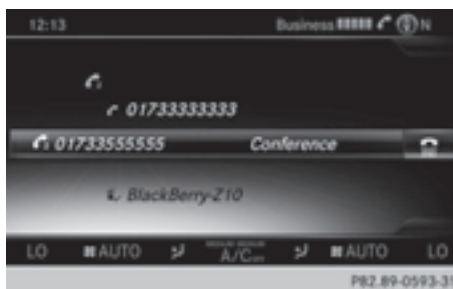 12:13 Business N
01733333333
01733555555 Conference
BlackBerry-Z10
LO AUTO A/C AUTO LO
P82.89-0593-31